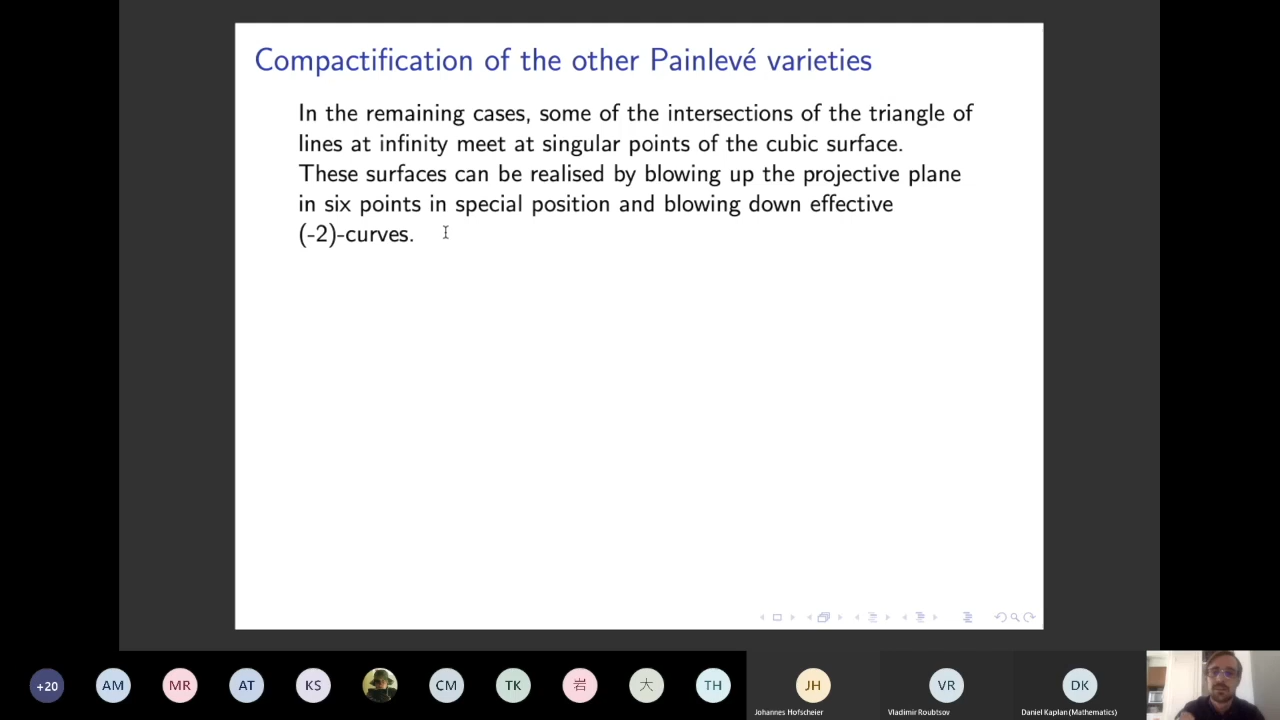 Compactification of the other Painlevé varieties
In the remaining cases, some of the intersections of the triangle of
lines at infinity meet at singular points of the cubic surface.
These surfaces can be realised by blowing up the projective plane
in six points in special position and blowing down effective
(-2)-curves.
+20
AM
MR
AT
KS
CM
TK
岩
大
TH
JH
VR
DK
Johannes Hofscheier
Vladimir Roubtsov
Daniel Kaplan (Mathematics)